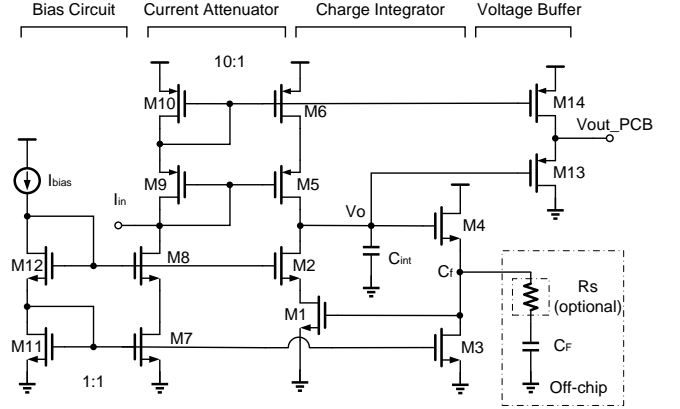 Bias Circuit Current Attenuator Charge Integrator Voltage Buffer
10:1
M10 M6 M14
Vout_PCB
M9 M5 M13
Ibias Iin Vo M4
M12 M8 M2 Cint Cf
Rs
(optional)
M1
M11 M7 M3 CF
1:1 Off-chip